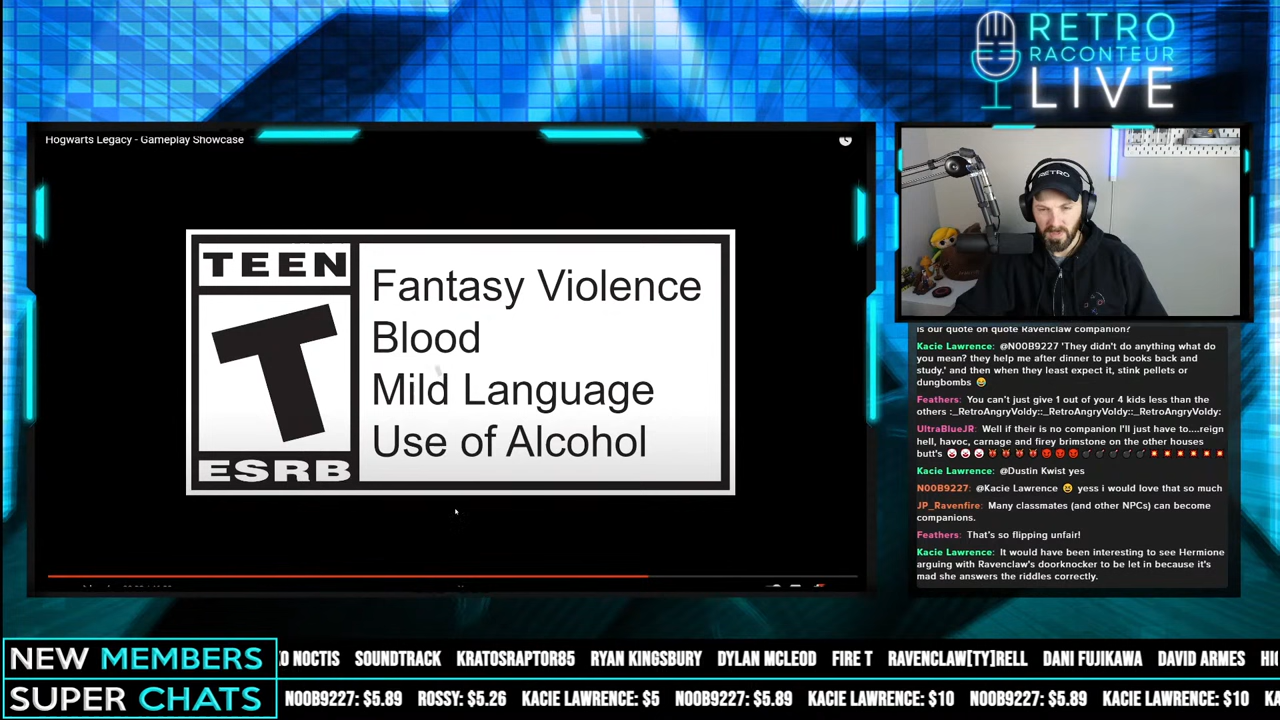 RETRO
RACONTEUR
LIVE
Hogwarts Legacy - Gameplay Showcase
TEEN
T
ESRB
Fantasy Violence
Blood
Mild Language
Use of Alcohol
RETRO
is our quote on quote Ravenclaw companion?
Kacie Lawrence: @N00B9227 'They didn't do anything what do
you mean? they help me after dinner to put books back and
study.' and then when they least expect it, stink pellets or
dungbombs 😅
Feathers: You can't just give 1 out of your 4 kids less than the
others :_RetroAngryVoldy::_RetroAngryVoldy::_RetroAngryVoldy:
UltraBlueJR: Well if their is no companion I'll just have to....reign
hell, havoc, carnage and firey brimstone on the other houses
butt's
Kacie Lawrence: @Dustin Kwist yes
N00B9227: @Kacie Lawrence 😆 yess i would love that so much
JP_Ravenfire: Many classmates (and other NPCs) can become
companions.
Feathers: That's so flipping unfair!
Kacie Lawrence: It would have been interesting to see Hermione
arguing with Ravenclaw's doorknocker to be let in because it's
mad she answers the riddles correctly.
NEW MEMBERS
NOCTIS SOUNDTRACK KRATOSRAPTOR85 RYAN KINGSBURY DYLAN MCLEOD FIRE T RAVENCLAW[TY]RELL DANI FUJIKAWA DAVID ARMES
SUPER CHATS
N00B9227: $5.89 ROSSY: $5.26 KACIE LAWRENCE: $5 N00B9227: $5.89 KACIE LAWRENCE: $10 N00B9227: $5.89 KACIE LAWRENCE: $10